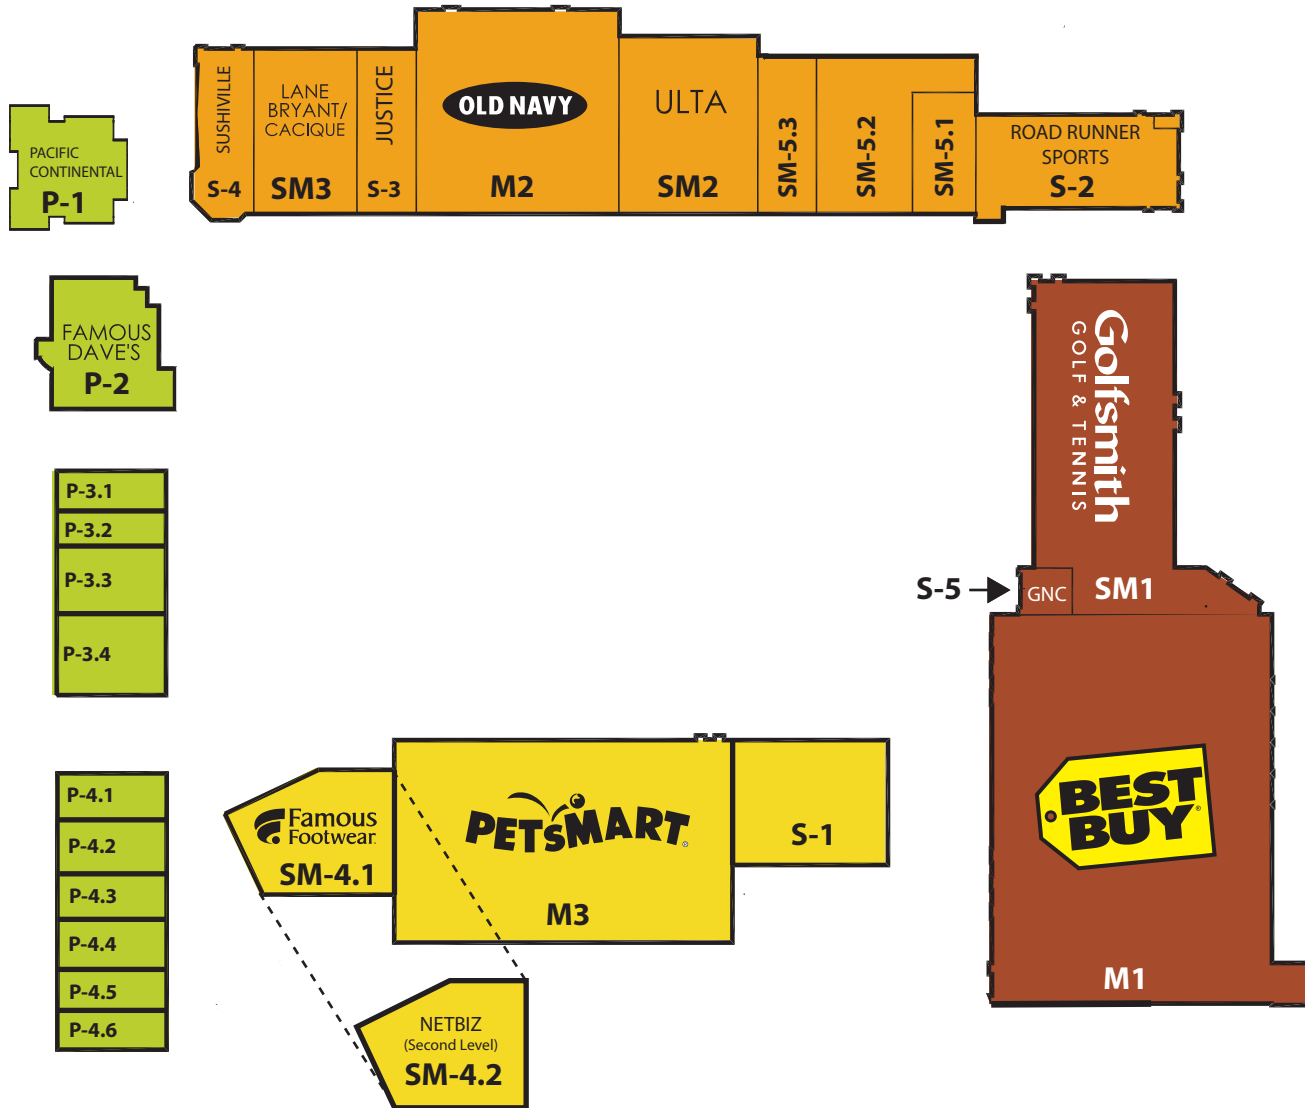 SUSHIVILLE
S-4
LANE
BRYANT/
CACIQUE
SM3
JUSTICE
S-3
OLD NAVY
M2
ULTA
SM2
SM-5.3
SM-5.2
SM-5.1
ROAD RUNNER
SPORTS
S-2
PACIFIC
CONTINENTAL
P-1
FAMOUS
DAVE'S
P-2
Golfsmith
GOLF & TENNIS
P-3.1
P-3.2
P-3.3
P-3.4
S-5
GNC
SM1
P-4.1
P-4.2
P-4.3
P-4.4
P-4.5
P-4.6
Famous
Footwear
SM-4.1
PETSMART
M3
S-1
BEST
BUY
M1
NETBIZ
(Second Level)
SM-4.2